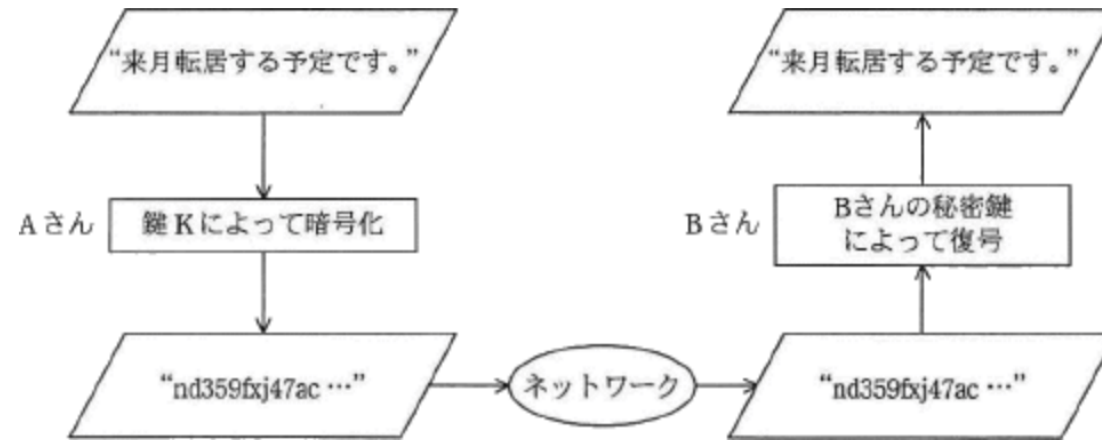 “来月転居する予定です。”
“来月転居する予定です。”
Aさん
鍵Kによって暗号化
Bさん
Bさんの秘密鍵
によって復号
“nd359fxj47ac …”
ネットワーク
“nd359fxj47ac …”